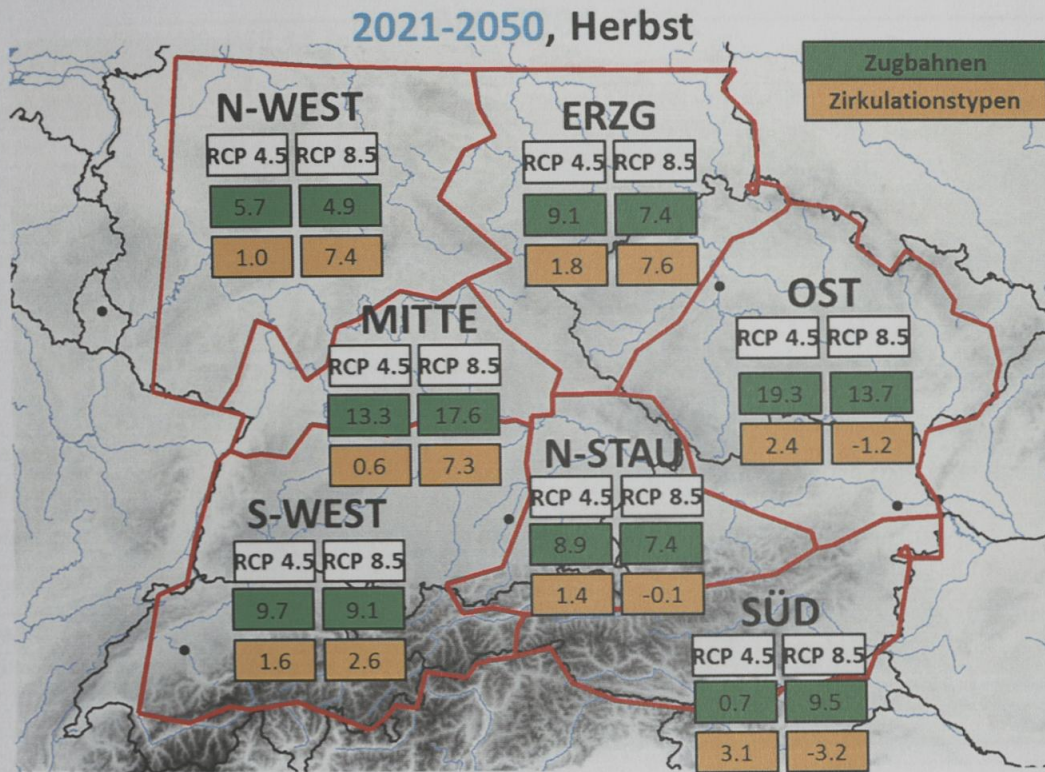 2021-2050, Herbst
Zugbahnen
Zirkulationstypen
N-WEST
RCP 4.5 RCP 8.5
5.7 4.9
1.0 7.4
ERZG
RCP 4.5 RCP 8.5
9.1 7.4
1.8 7.6
MITTE
RCP 4.5 RCP 8.5
13.3 17.6
0.6 7.3
OST
RCP 4.5 RCP 8.5
19.3 13.7
2.4 -1.2
N-STAU
RCP 4.5 RCP 8.5
8.9 7.4
1.4 -0.1
S-WEST
RCP 4.5 RCP 8.5
9.7 9.1
1.6 2.6
SÜD
RCP 4.5 RCP 8.5
0.7 9.5
3.1 -3.2